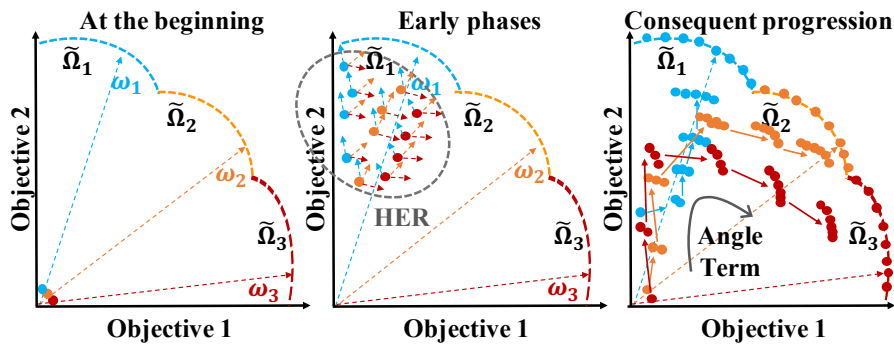 At the beginning
Objective 2
Ω̃₁
ω₁
Ω̃₂
ω₂
Ω̃₃
ω₃
Objective 1
Early phases
Objective 2
Ω̃₁
ω₁
Ω̃₂
ω₂
HER
Ω̃₃
ω₃
Objective 1
Consequent progression
Objective 2
Ω̃₁
Ω̃₂
Ω̃₃
Angle
Term
Objective 1